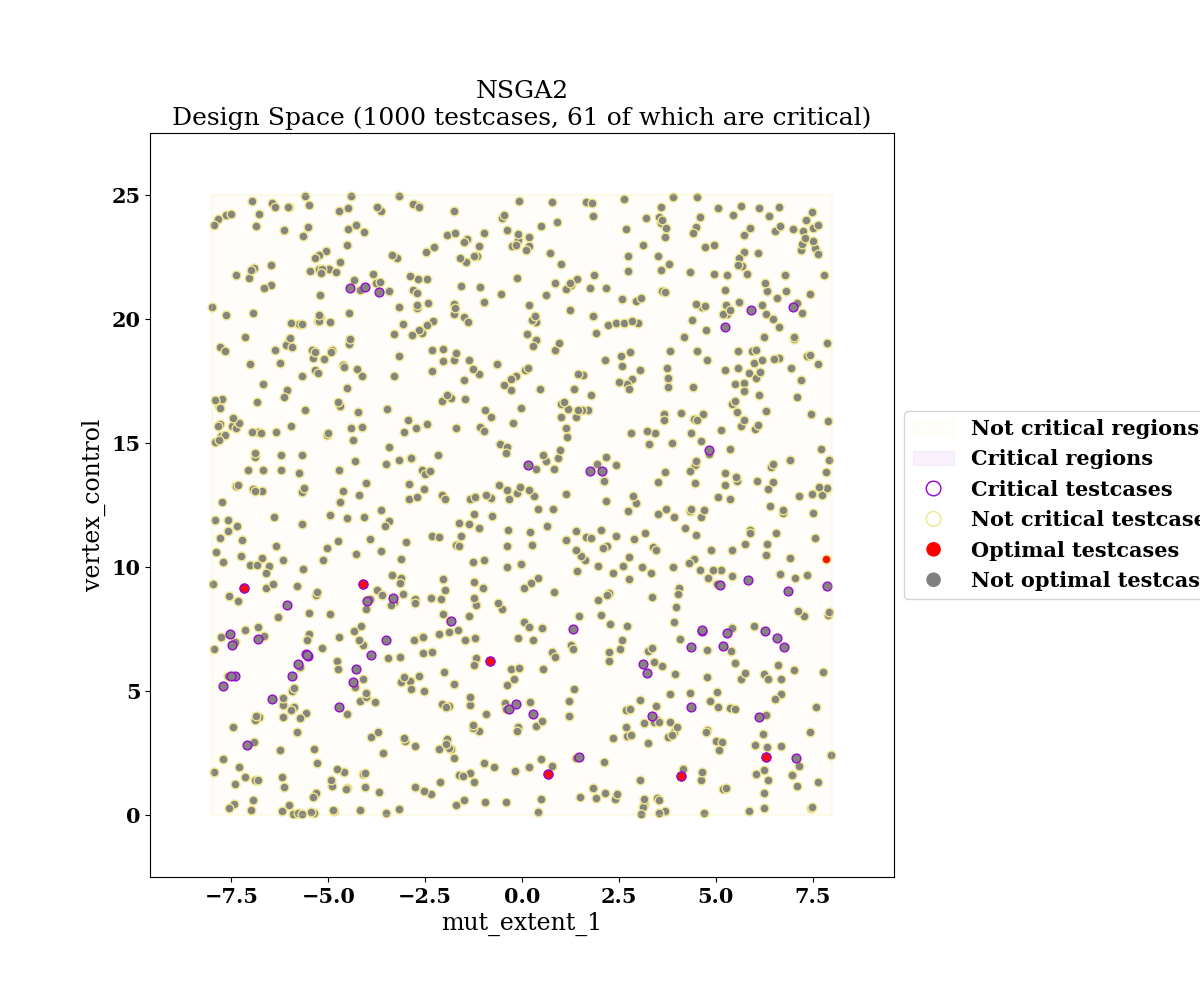 NSGA2
Design Space (1000 testcases, 61 of which are critical)
25
20
15
10
5
0
vertex_control
−7.5 −5.0 −2.5 0.0 2.5 5.0 7.5
mut_extent_1
Not critical regions
Critical regions
Critical testcases
Not critical testcase
Optimal testcases
Not optimal testcas